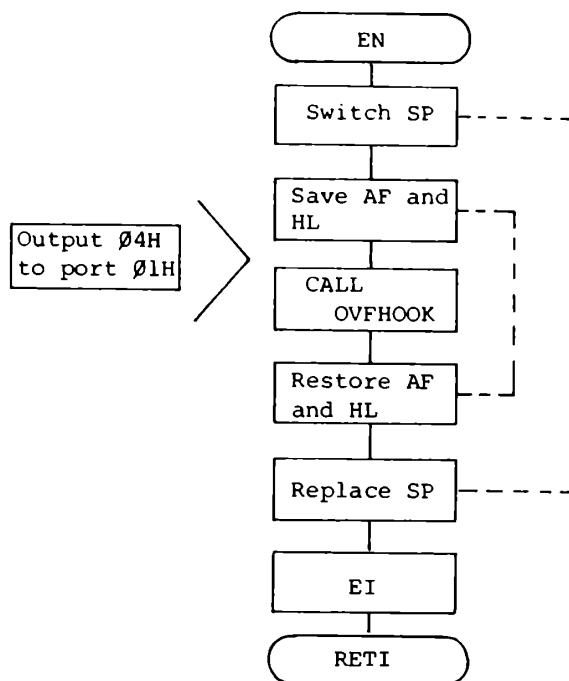 EN
Switch SP
Save AF and
HL
Output Ø4H
to port Ø1H
CALL
OVFHOOK
Restore AF
and HL
Replace SP
EI
RETI